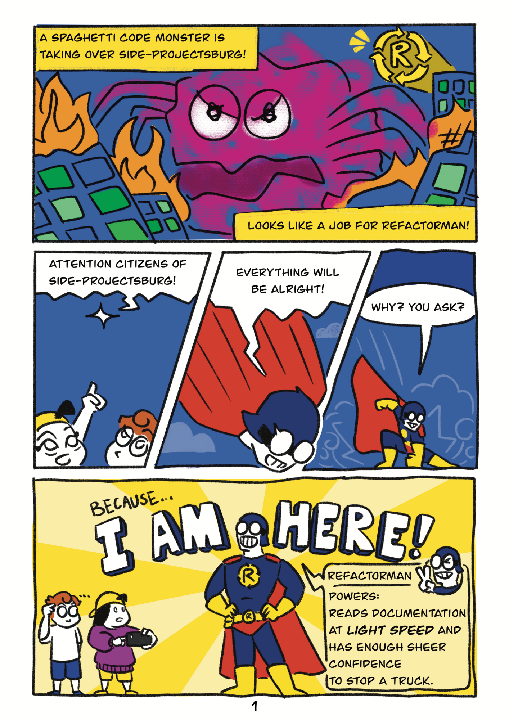 A SPAGHETTI CODE MONSTER IS
TAKING OVER SIDE-PROJECTSBURG!
R
#
LOOKS LIKE A JOB FOR REFACTORMAN!
ATTENTION CITIZENS OF
SIDE-PROJECTSBURG!
EVERYTHING WILL
BE ALRIGHT!
WHY? YOU ASK?
BECAUSE...
I AM HERE!
R
...
REFACTORMAN
POWERS:
READS DOCUMENTATION
AT LIGHT SPEED AND
HAS ENOUGH SHEER
CONFIDENCE
TO STOP A TRUCK.
1